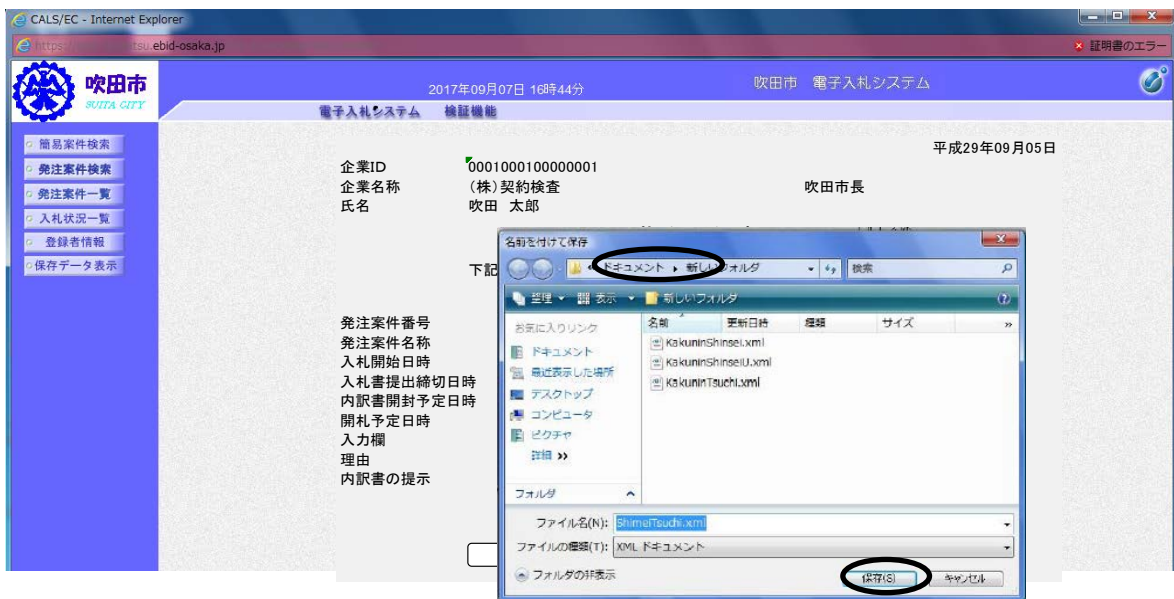 CALS/EC - Internet Explorer
ebid-osaka.jp
証明書のエラー
吹田市
SUITA CITY
2017年09月07日 16時44分
吹田市 電子入札システム
電子入札システム 検証機能
簡易案件検索
発注案件検索
発注案件一覧
入札状況一覧
登録者情報
保存データ表示
平成29年09月05日
企業ID 0001000100000001
企業名称 (株)契約検査 吹田市長
氏名 吹田 太郎
下記
発注案件番号
発注案件名称
入札開始日時
入札書提出締切日時
内訳書開封予定日時
開札予定日時
入力欄
理由
内訳書の提示
名前を付けて保存
ドキュメント 新しいフォルダ
検索
整理 表示 新しいフォルダ
お気に入りリンク
ドキュメント
最近表示した場所
デスクトップ
コンピュータ
ピクチャ
詳細 »
フォルダ
名前 更新日時 種類 サイズ »
KakuninShinsei.xml
KakuninShinseiU.xml
KakuninTsuchi.xml
ファイル名(N): ShimeiTsuchi.xml
ファイルの種類(T): XML ドキュメント
フォルダの非表示
保存(S) キャンセル